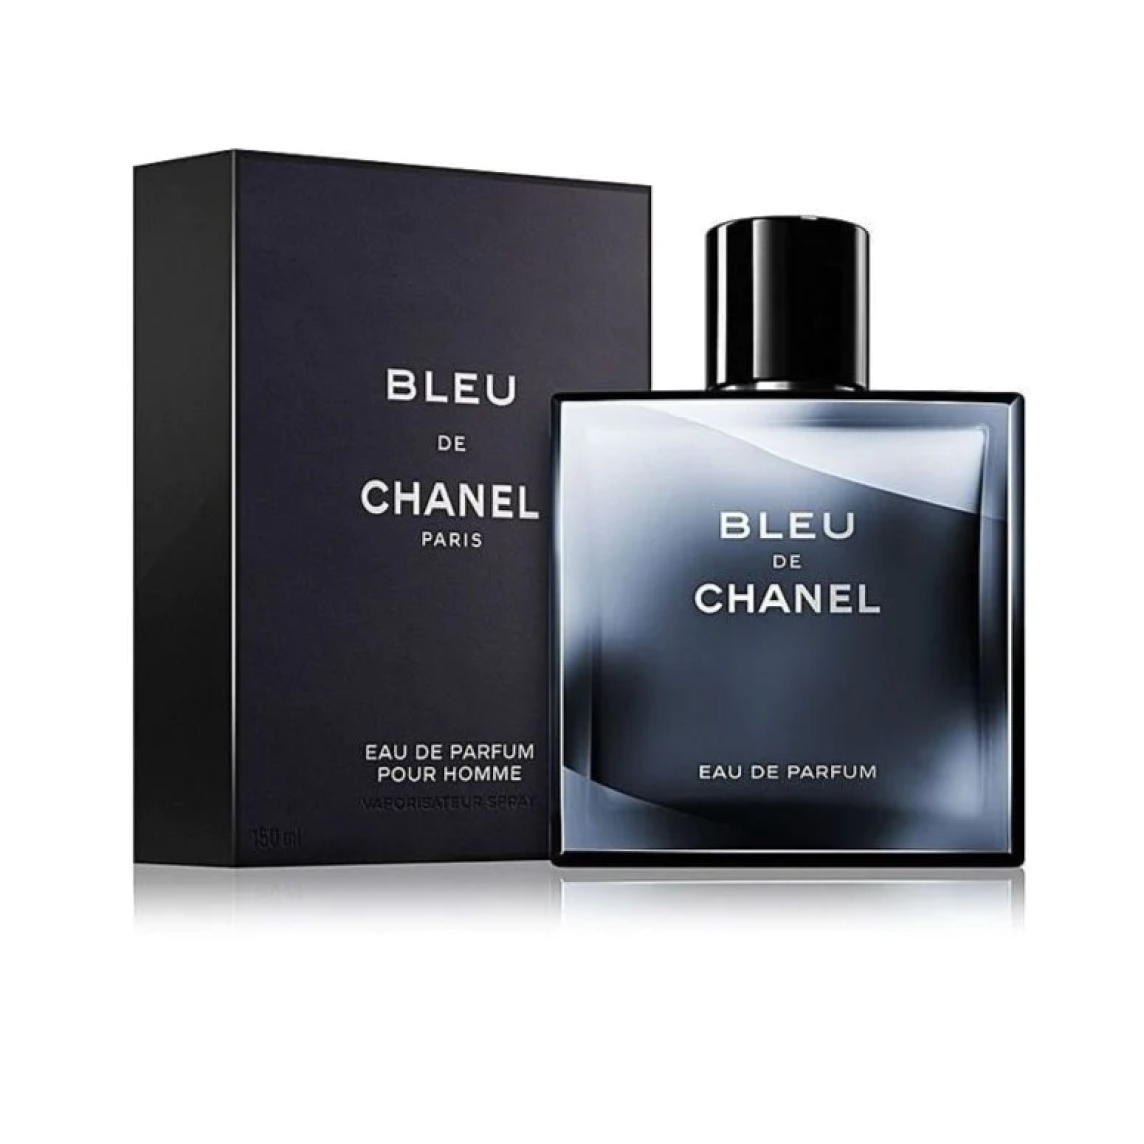 BLEU
DE
CHANEL
PARIS
EAU DE PARFUM
POUR HOMME
VAPORISATEUR SPRAY
150 ml
BLEU
DE
CHANEL
EAU DE PARFUM